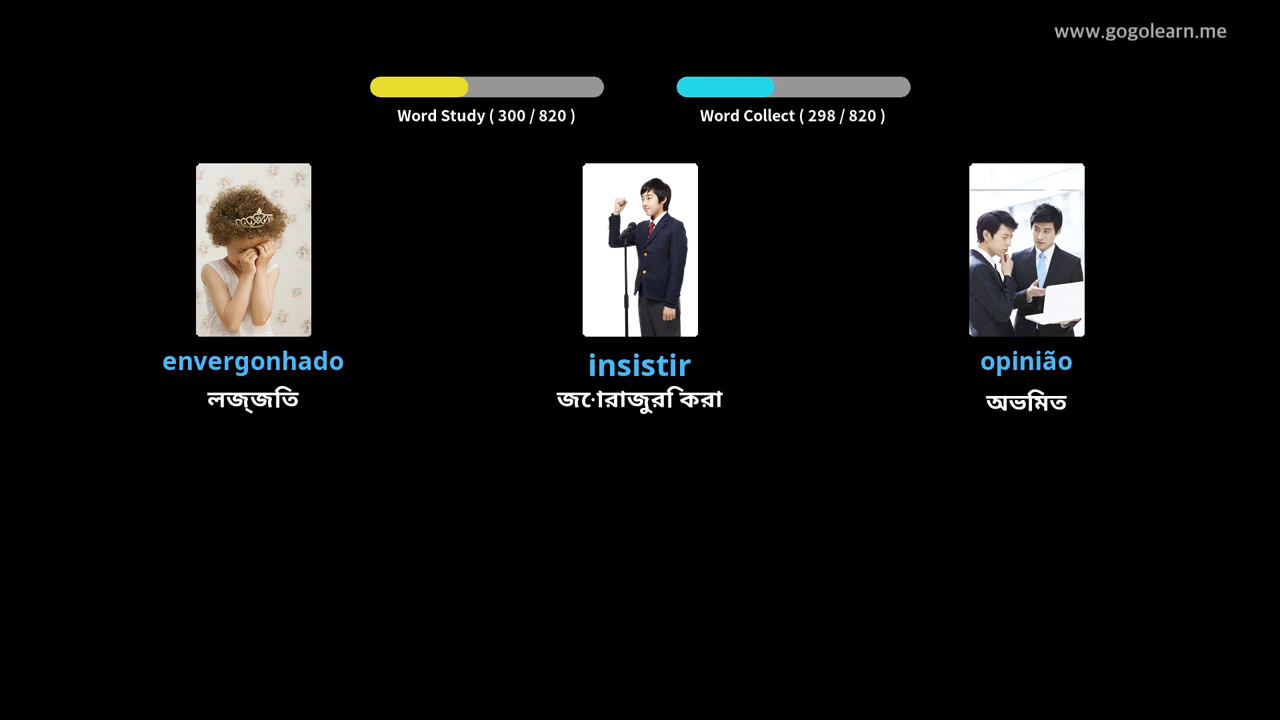 www.gogolearn.me
Word Study ( 300 / 820 )
Word Collect ( 298 / 820 )
envergonhado
insistir
opinião
লজ্জিত
জোরাজুরি করা
অভিমত